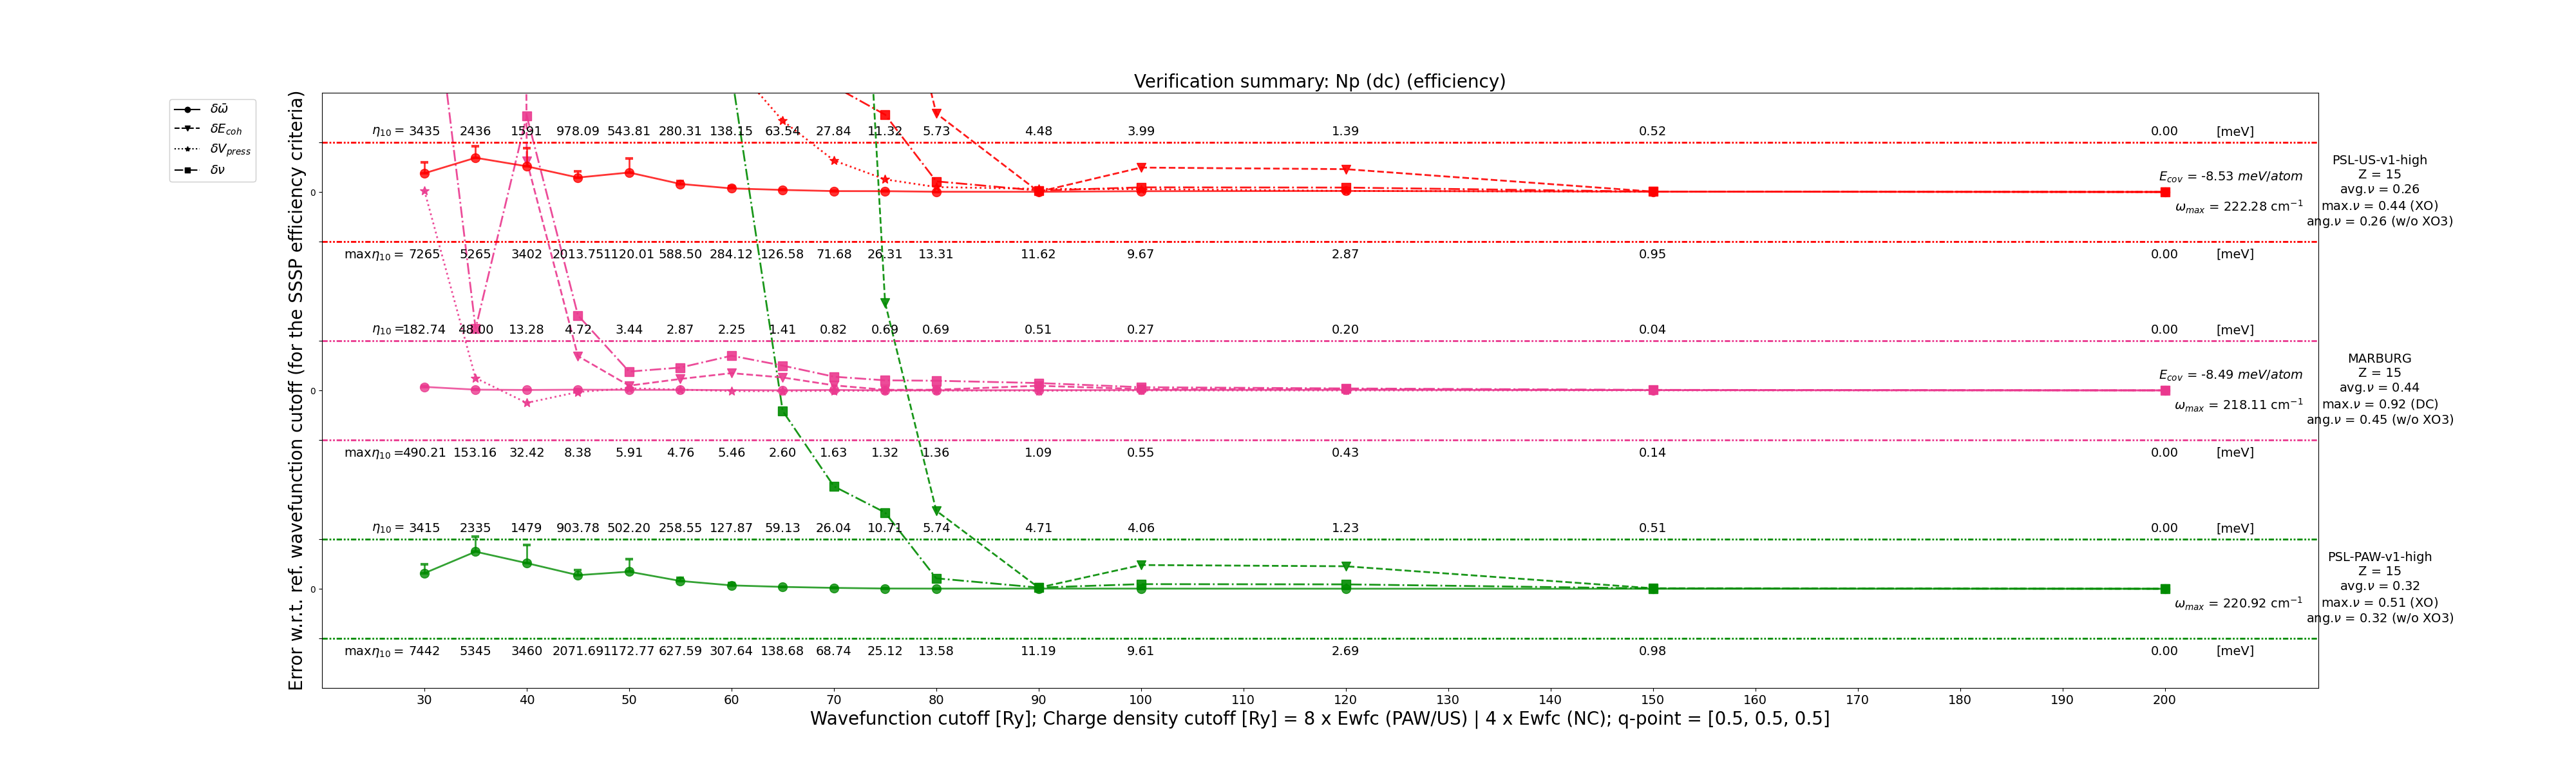 Verification summary: Np (dc) (efficiency)
δω̄
δE_coh
δV_press
δν
Error w.r.t. ref. wavefunction cutoff (for the SSSP efficiency criteria)
η₁₀ = 3435 2436 1591 978.09 543.81 280.31 138.15 63.54 27.84 11.32 5.73 4.48 3.99 1.39 0.52 0.00 [meV]
0
E_cov = -8.53 meV/atom
ω_max = 222.28 cm⁻¹
PSL-US-v1-high
Z = 15
avg.ν = 0.26
max.ν = 0.44 (XO)
ang.ν = 0.26 (w/o XO3)
maxη₁₀ = 7265 5265 3402 2013.75 1120.01 588.50 284.12 126.58 71.68 26.31 13.31 11.62 9.67 2.87 0.95 0.00 [meV]
η₁₀ = 182.74 48.00 13.28 4.72 3.44 2.87 2.25 1.41 0.82 0.69 0.69 0.51 0.27 0.20 0.04 0.00 [meV]
0
E_cov = -8.49 meV/atom
ω_max = 218.11 cm⁻¹
MARBURG
Z = 15
avg.ν = 0.44
max.ν = 0.92 (DC)
ang.ν = 0.45 (w/o XO3)
maxη₁₀ = 490.21 153.16 32.42 8.38 5.91 4.76 5.46 2.60 1.63 1.32 1.36 1.09 0.55 0.43 0.14 0.00 [meV]
η₁₀ = 3415 2335 1479 903.78 502.20 258.55 127.87 59.13 26.04 10.71 5.74 4.71 4.06 1.23 0.51 0.00 [meV]
0
ω_max = 220.92 cm⁻¹
PSL-PAW-v1-high
Z = 15
avg.ν = 0.32
max.ν = 0.51 (XO)
ang.ν = 0.32 (w/o XO3)
maxη₁₀ = 7442 5345 3460 2071.69 1172.77 627.59 307.64 138.68 68.74 25.12 13.58 11.19 9.61 2.69 0.98 0.00 [meV]
30 40 50 60 70 80 90 100 110 120 130 140 150 160 170 180 190 200
Wavefunction cutoff [Ry]; Charge density cutoff [Ry] = 8 x Ewfc (PAW/US) | 4 x Ewfc (NC); q-point = [0.5, 0.5, 0.5]